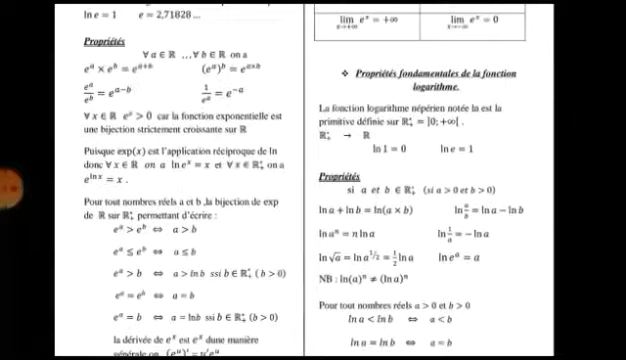 ln e = 1 e = 2,71828 ...
Propriétés
∀ a ∈ ℝ ...∀ b ∈ ℝ on a
e^a × e^b = e^{a+b} (e^a)^b = e^{a×b}
e^a/e^b = e^{a-b} 1/e^a = e^{-a}
∀ x ∈ ℝ e^x > 0 car la fonction exponentielle est
une bijection strictement croissante sur ℝ
Puisque exp(x) est l'application réciproque de ln
donc ∀ x ∈ ℝ on a ln e^x = x et ∀ x ∈ ℝ*₊ on a
e^{ln x} = x .
Pour tout nombres réels a et b ,la bijection de exp
de ℝ sur ℝ*₊ permettant d'écrire :
e^a > e^b ⇔ a > b
e^a ≤ e^b ⇔ a ≤ b
e^a > b ⇔ a > ln b ssi b ∈ ℝ*₊ ( b > 0)
e^a = e^b ⇔ a = b
e^a = b ⇔ a = lnb ssi b ∈ ℝ*₊ (b > 0)
la dérivée de e^x est e^x dune manière
générale on (e^u)' = u'e^u
lim e^x = +∞ lim e^x = 0
x→+∞ x→−∞
❖ Propriétés fondamentales de la fonction
logarithme.
La fonction logarithme népérien notée ln est la
primitive définie sur ℝ*₊ = ]0; +∞[ .
ℝ*₊ → ℝ
ln 1 = 0 ln e = 1
Propriétés
si a et b ∈ ℝ*₊ (si a > 0 et b > 0)
ln a + ln b = ln(a × b) ln a/b = ln a − ln b
ln a^n = n ln a ln 1/a = − ln a
ln √a = ln a^{1/2} = 1/2 ln a ln e^a = a
NB : ln(a)^n ≠ (ln a)^n
Pour tout nombres réels a > 0 et b > 0
ln a < ln b ⇔ a < b
ln a = ln b ⇔ a = b